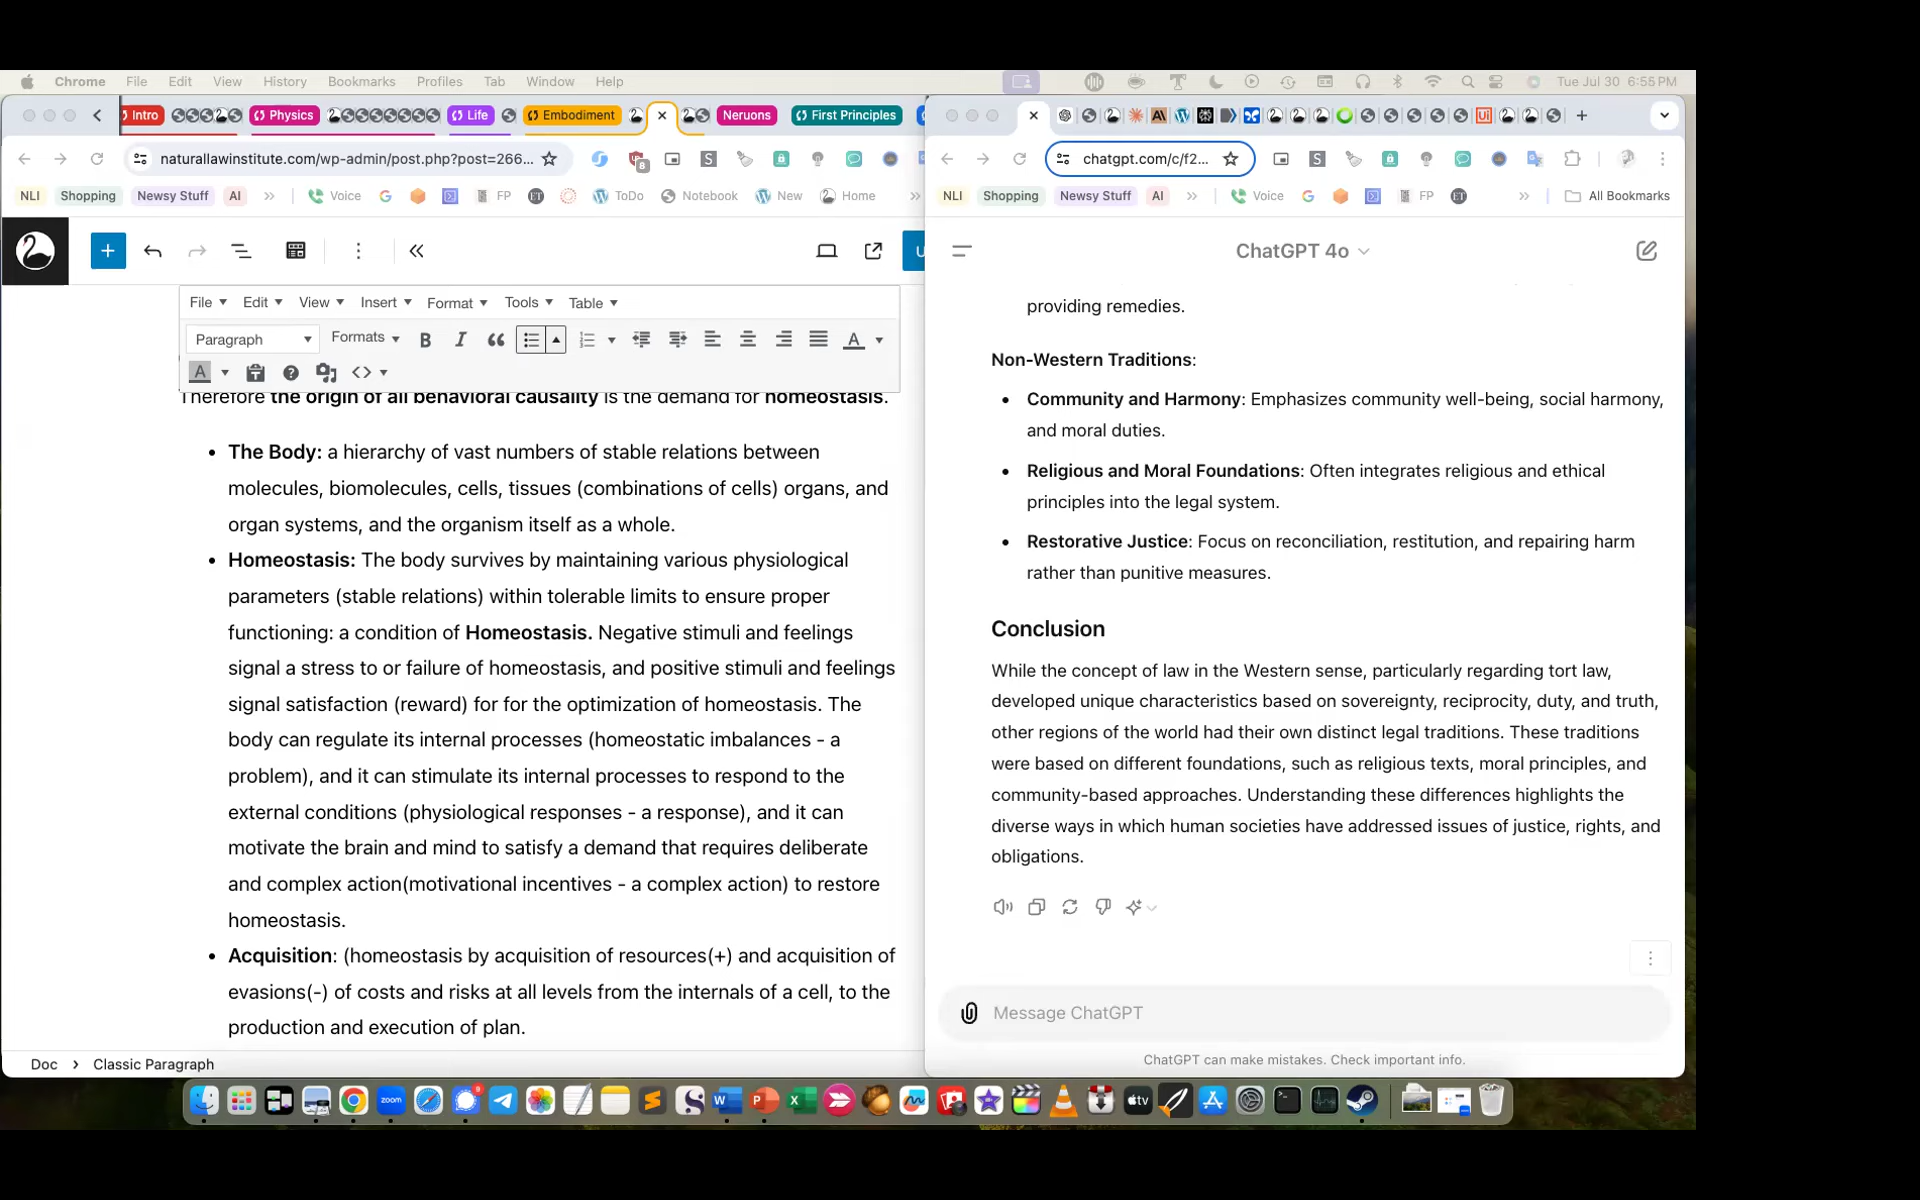 Chrome File Edit View History Bookmarks Profiles Tab Window Help Tue Jul 30 6:55 PM
Intro Physics Life Embodiment Neruons First Principles
naturallawinstitute.com/wp-admin/post.php?post=266...
8
NLI Shopping Newsy Stuff AI » Voice G FP ET ToDo Notebook New Home »
File Edit View Insert Format Tools Table
Paragraph Formats B I
Therefore the origin of all behavioral causality is the demand for homeostasis.
• The Body: a hierarchy of vast numbers of stable relations between
molecules, biomolecules, cells, tissues (combinations of cells) organs, and
organ systems, and the organism itself as a whole.
• Homeostasis: The body survives by maintaining various physiological
parameters (stable relations) within tolerable limits to ensure proper
functioning: a condition of Homeostasis. Negative stimuli and feelings
signal a stress to or failure of homeostasis, and positive stimuli and feelings
signal satisfaction (reward) for for the optimization of homeostasis. The
body can regulate its internal processes (homeostatic imbalances - a
problem), and it can stimulate its internal processes to respond to the
external conditions (physiological responses - a response), and it can
motivate the brain and mind to satisfy a demand that requires deliberate
and complex action(motivational incentives - a complex action) to restore
homeostasis.
• Acquisition: (homeostasis by acquisition of resources(+) and acquisition of
evasions(-) of costs and risks at all levels from the internals of a cell, to the
production and execution of plan.
Doc › Classic Paragraph
chatgpt.com/c/f2...
NLI Shopping Newsy Stuff AI » Voice G FP ET » All Bookmarks
ChatGPT 4o
providing remedies.
Non-Western Traditions:
• Community and Harmony: Emphasizes community well-being, social harmony,
and moral duties.
• Religious and Moral Foundations: Often integrates religious and ethical
principles into the legal system.
• Restorative Justice: Focus on reconciliation, restitution, and repairing harm
rather than punitive measures.
Conclusion
While the concept of law in the Western sense, particularly regarding tort law,
developed unique characteristics based on sovereignty, reciprocity, duty, and truth,
other regions of the world had their own distinct legal traditions. These traditions
were based on different foundations, such as religious texts, moral principles, and
community-based approaches. Understanding these differences highlights the
diverse ways in which human societies have addressed issues of justice, rights, and
obligations.
Message ChatGPT
ChatGPT can make mistakes. Check important info.
zoom
tv